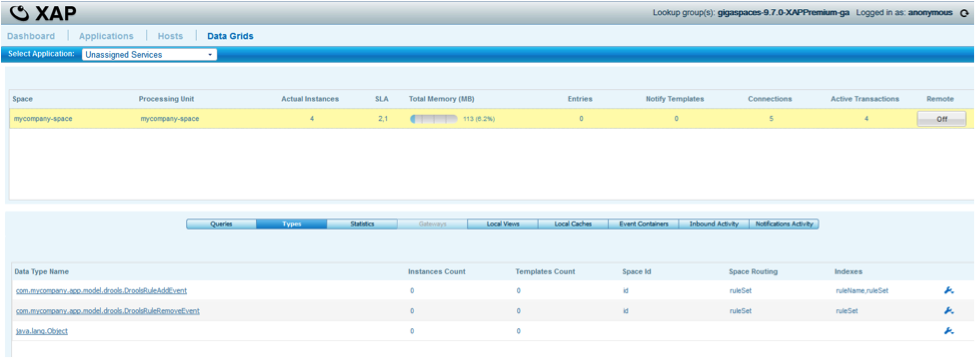 XAP Lookup group(s): gigaspaces-9.7.0-XAPPremium-ga Logged in as: anonymous
Dashboard Applications Hosts Data Grids
Select Application: Unassigned Services
Space Processing Unit Actual Instances SLA Total Memory (MB) Entries Notify Templates Connections Active Transactions Remote
mycompany-space mycompany-space 4 2,1 113 (6.2%) 0 0 5 4 Off
Queries Types Statistics Gateways Local Views Local Caches Event Containers Inbound Activity Notifications Activity
Data Type Name Instances Count Templates Count Space Id Space Routing Indexes
com.mycompany.app.model.drools.DroolsRuleAddEvent 0 0 id ruleSet ruleName,ruleSet
com.mycompany.app.model.drools.DroolsRuleRemoveEvent 0 0 id ruleSet ruleSet
java.lang.Object 0 0